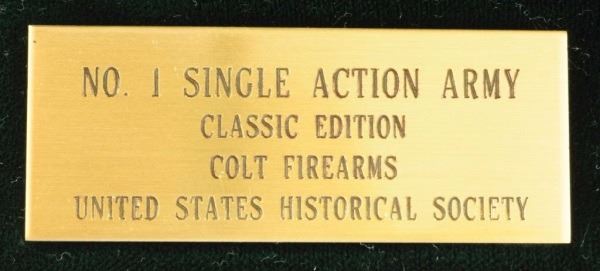 NO. 1 SINGLE ACTION ARMY
CLASSIC EDITION
COLT FIREARMS
UNITED STATES HISTORICAL SOCIETY